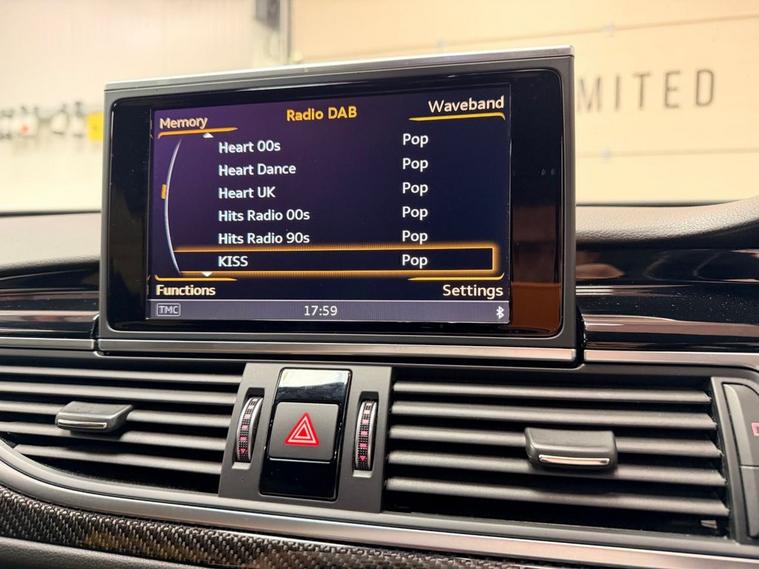 MITED
Radio DAB
Memory
Waveband
Heart 00s Pop
Heart Dance Pop
Heart UK Pop
Hits Radio 00s Pop
Hits Radio 90s Pop
KISS Pop
Functions
Settings
TMC 17:59